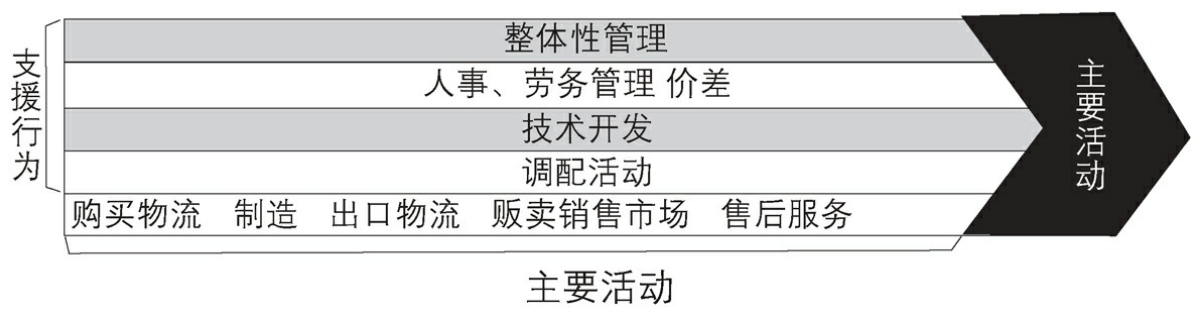 支援行为
整体性管理
人事、劳务管理 价差
技术开发
调配活动
购买物流 制造 出口物流 贩卖销售市场 售后服务
主要活动
主要活动